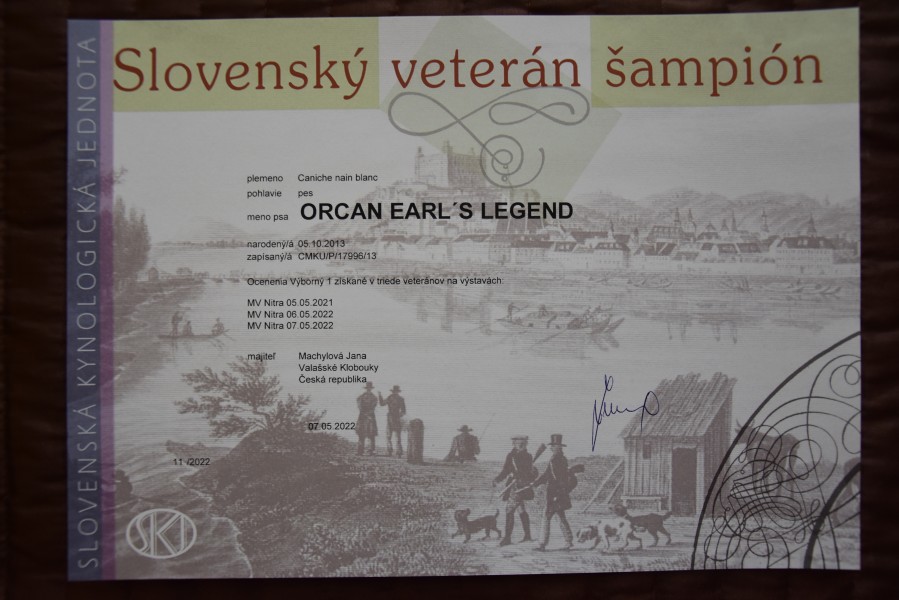 SLOVENSKÁ KYNOLOGICKÁ JEDNOTA
Slovenský veterán šampión
plemeno Caniche nain blanc
pohlavie pes
meno psa ORCAN EARL´S LEGEND
narodený/á 05.10.2013
zapísaný/á CMKU/P/17996/13
Ocenenia Výborný 1 získané v triede veteránov na výstavách:
MV Nitra 05.05.2021
MV Nitra 06.05.2022
MV Nitra 07.05.2022
majiteľ Machylová Jana
Valašské Klobouky
Česká republika
07.05.2022
11 /2022
SKJ